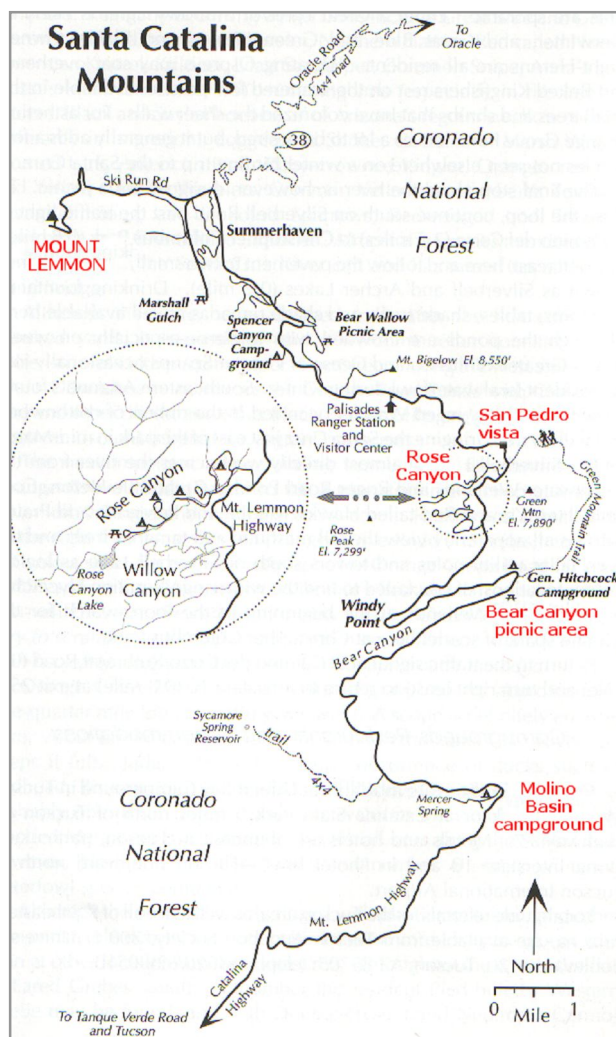 Santa Catalina
Mountains
To
Oracle
Oracle Road
4x4 road
38
Coronado
National
Forest
Ski Run Rd
Summerhaven
MOUNT
LEMMON
Marshall
Gulch
Spencer
Canyon
Camp-
ground
Bear Wallow
Picnic Area
Mt. Bigelow El. 8,550'
Palisades
Ranger Station
and
Visitor Center
San Pedro
vista
Rose
Canyon
Green Mountain Trail
Mtn
El. 7,890'
Rose
Peak
El. 7,299'
Rose Canyon
Mt. Lemmon
Highway
Willow
Canyon
Rose
Canyon
Lake
Gen. Hitchcock
Campground
Windy
Point
Bear Canyon
picnic area
Bear Canyon
Sycamore
Spring
Reservoir
trail
4x4
Mercer
Spring
Molino
Basin
campground
Coronado
National
Forest
Mt. Lemmon Highway
Catalina
Highway
To Tanque Verde Road
and Tucson
North
0 1
Mile